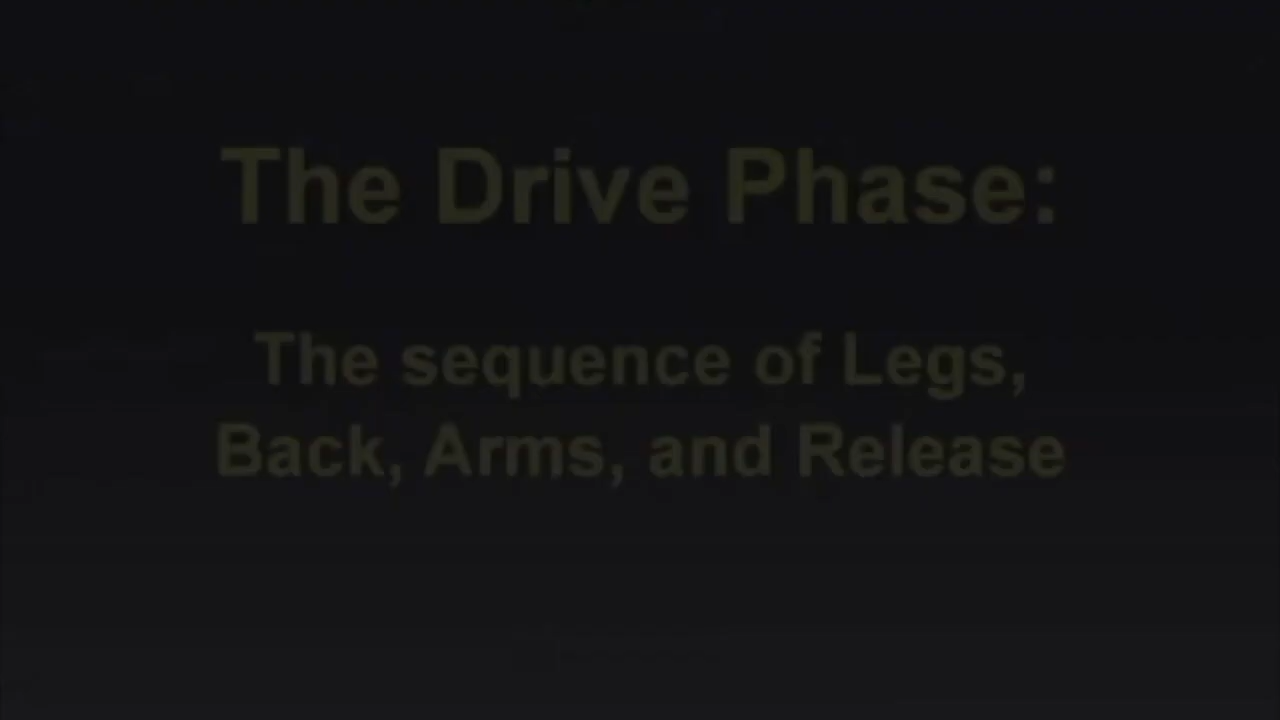 The Drive Phase:
The sequence of Legs,
Back, Arms, and Release